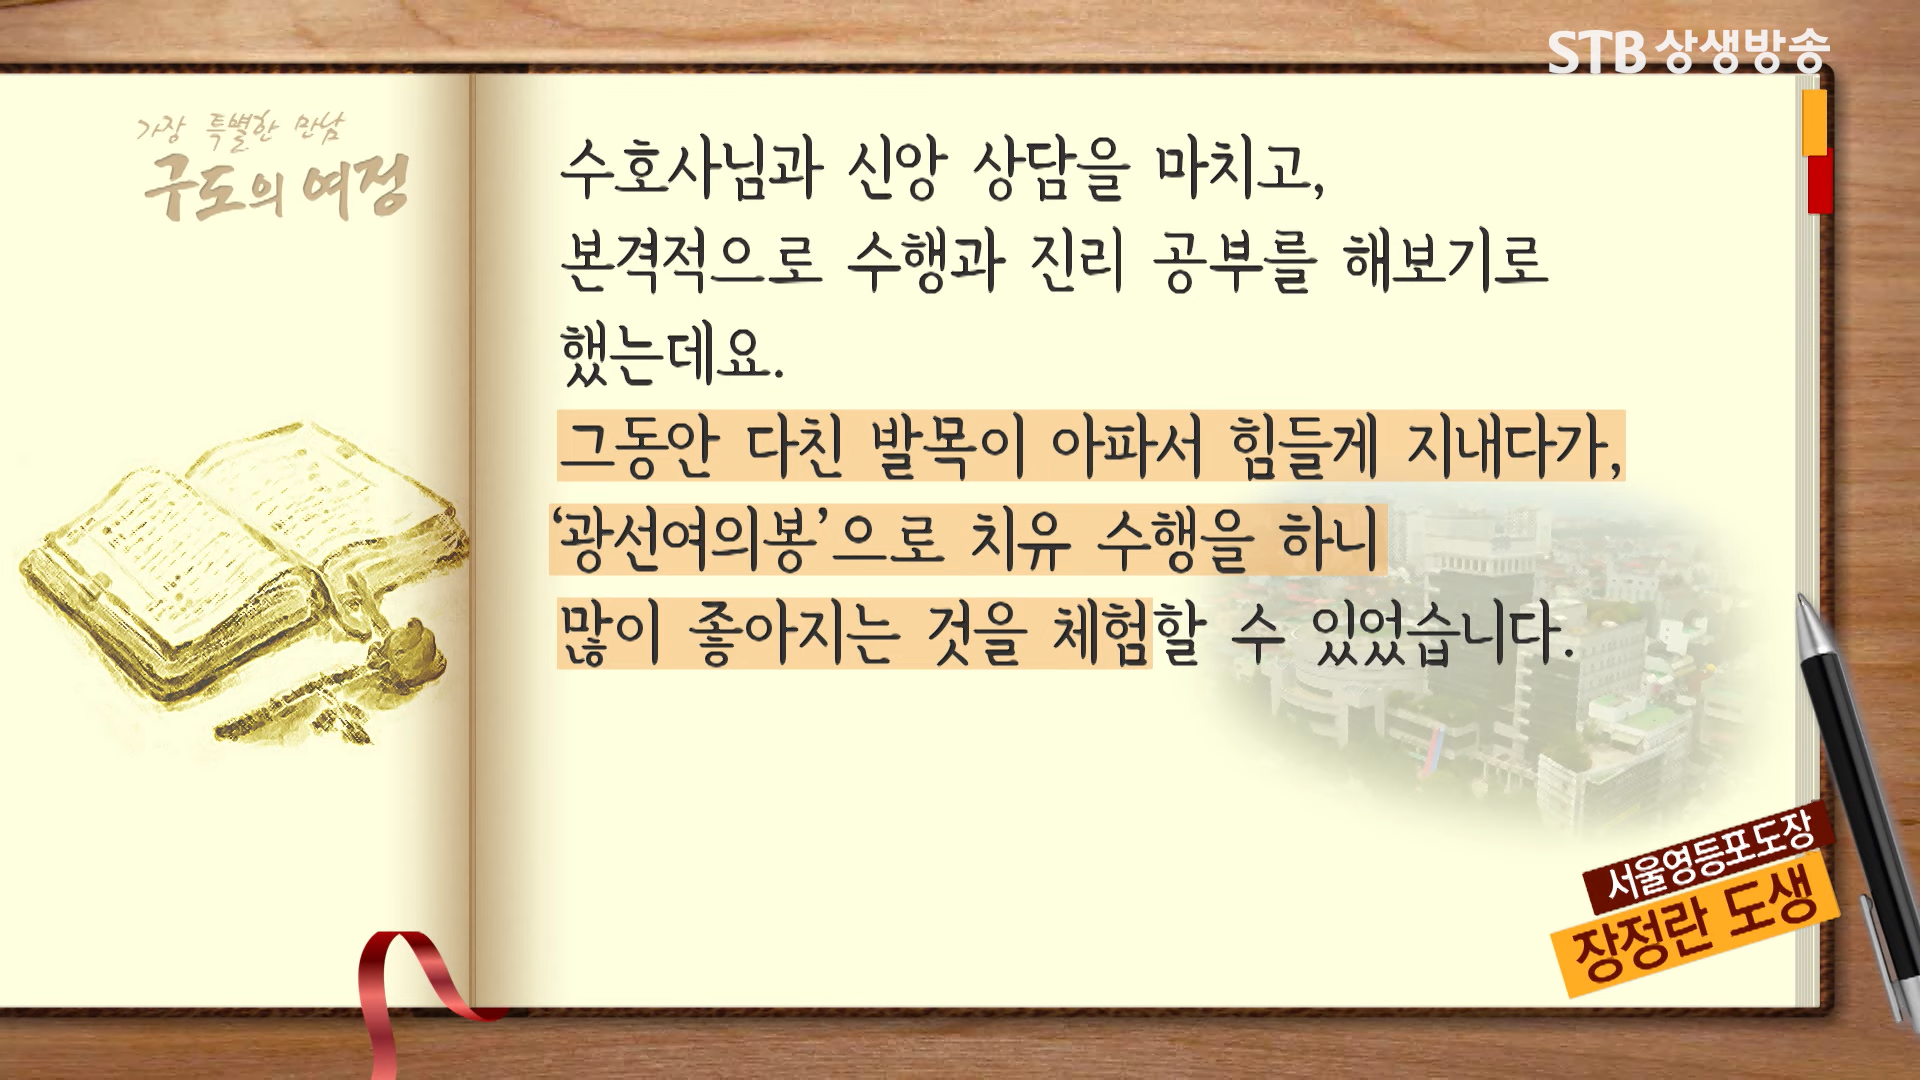 STB 상생방송
가장 특별한 만남
구도의 여정
수호사님과 신앙 상담을 마치고,
본격적으로 수행과 진리 공부를 해보기로
했는데요.
그동안 다친 발목이 아파서 힘들게 지내다가,
‘광선여의봉’으로 치유 수행을 하니
많이 좋아지는 것을 체험할 수 있었습니다.
서울영등포도장
장정란 도생